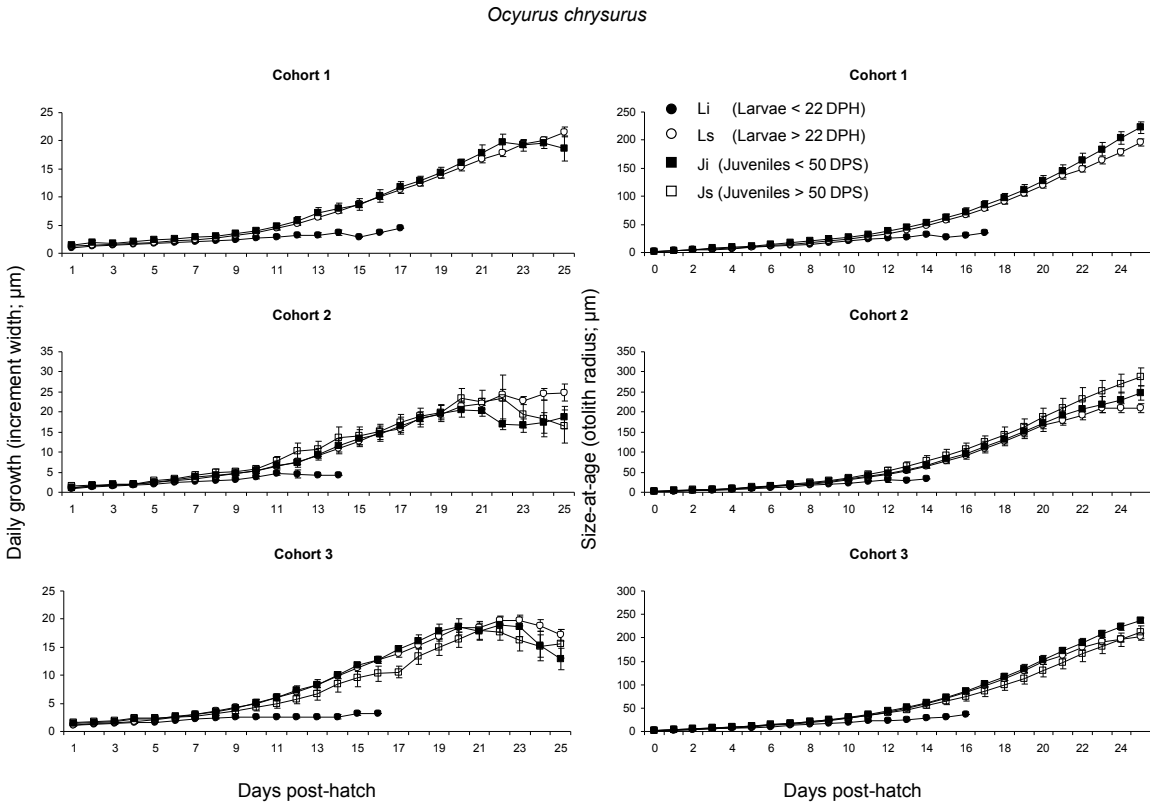 Ocyurus chrysurus
Cohort 1
25
20
15
10
5
0
1 3 5 7 9 11 13 15 17 19 21 23 25
Cohort 1
250
200
150
100
50
0
0 2 4 6 8 10 12 14 16 18 20 22 24
Li (Larvae < 22 DPH)
Ls (Larvae > 22 DPH)
Ji (Juveniles < 50 DPS)
Js (Juveniles > 50 DPS)
Daily growth (increment width; µm)
Cohort 2
35
30
25
20
15
10
5
0
1 3 5 7 9 11 13 15 17 19 21 23 25
Size-at-age (otolith radius; µm)
Cohort 2
350
300
250
200
150
100
50
0
0 2 4 6 8 10 12 14 16 18 20 22 24
Cohort 3
25
20
15
10
5
0
1 3 5 7 9 11 13 15 17 19 21 23 25
Days post-hatch
Cohort 3
300
250
200
150
100
50
0
0 2 4 6 8 10 12 14 16 18 20 22 24
Days post-hatch